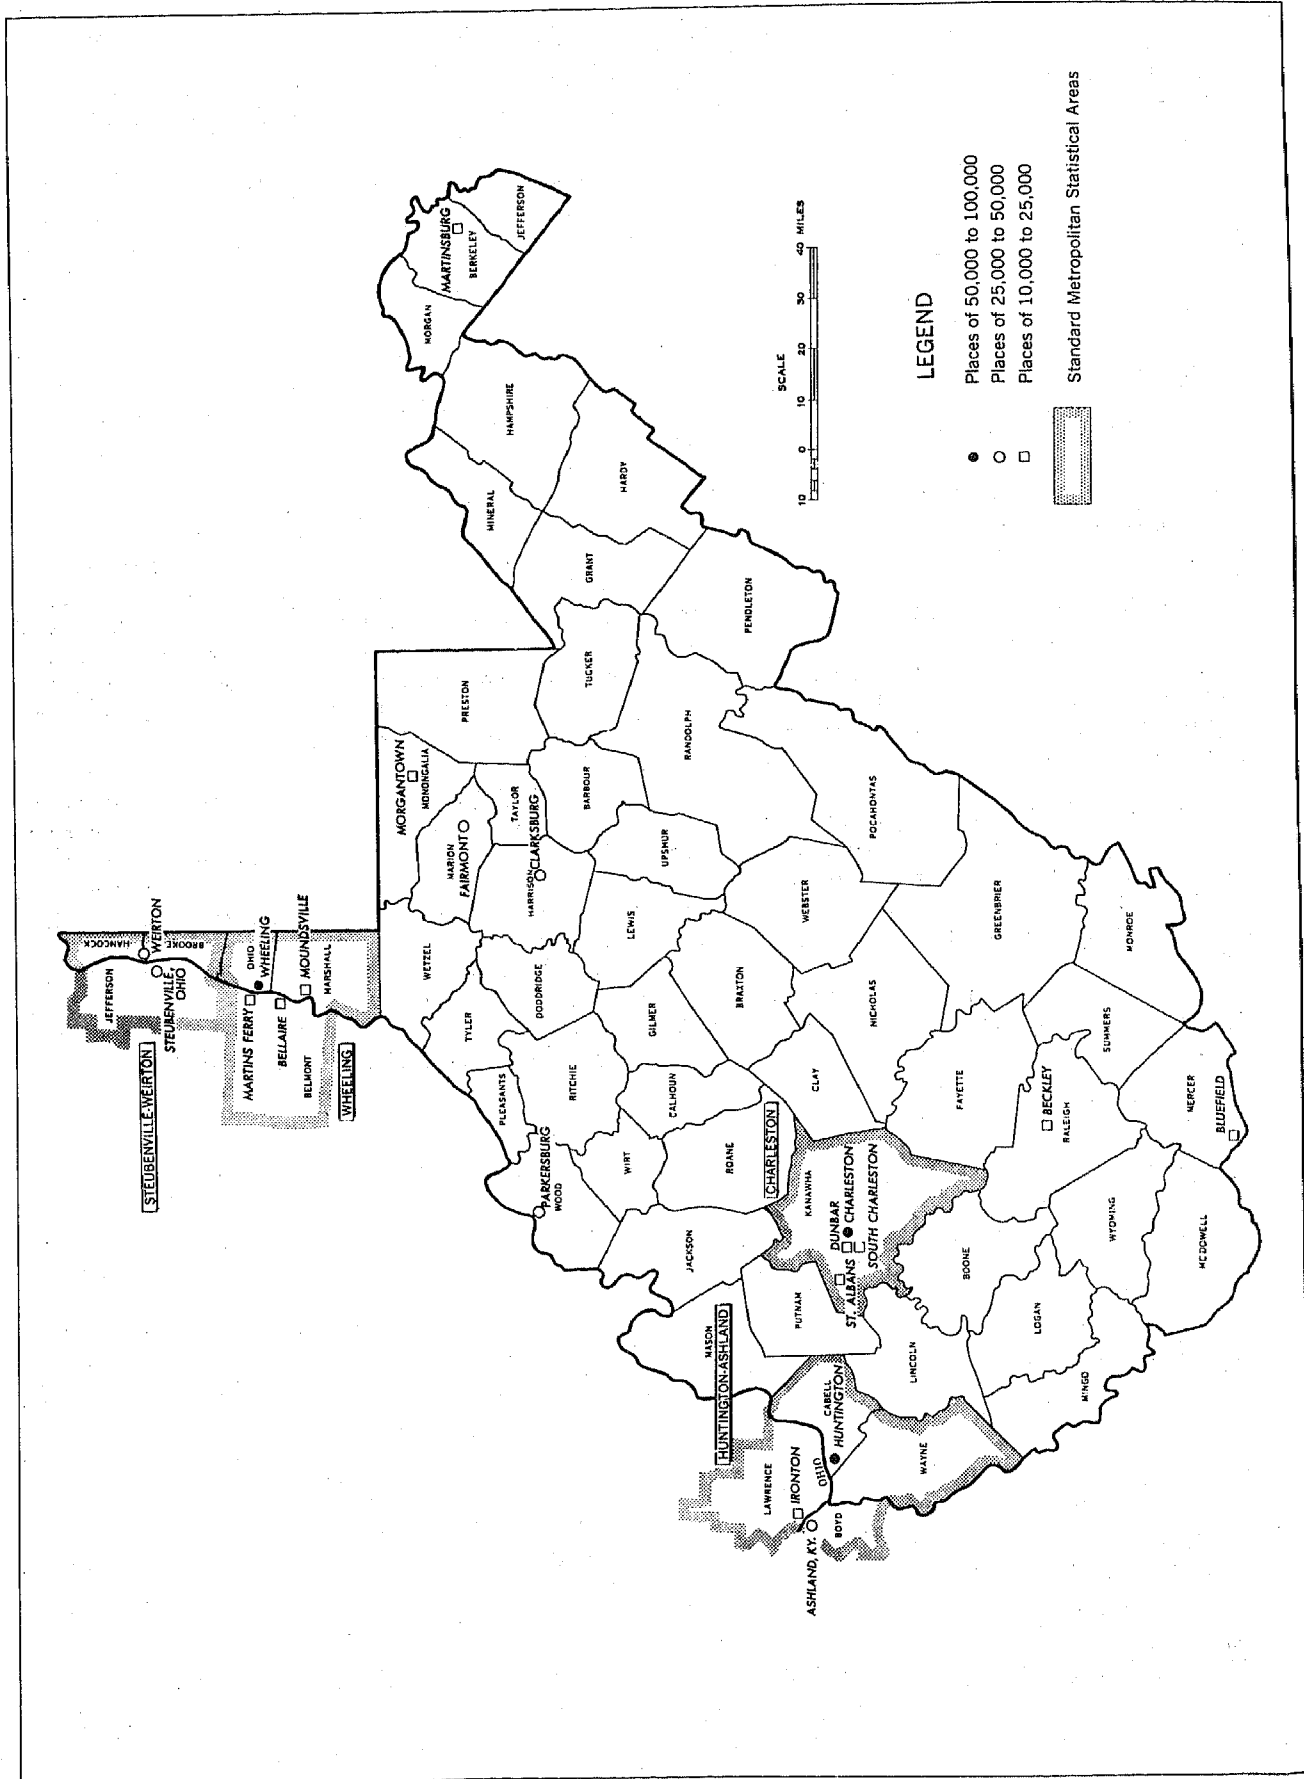 HANCOCK
BROOKE
WEIRTON
JEFFERSON
STEUBENVILLE,
OHIO
STEUBENVILLE-WEIRTON
OHIO
WHEELING
MARTINS FERRY
BELLAIRE
MOUNDSVILLE
MARSHALL
BELMONT
WHEELING
MORGAN
MARTINSBURG
BERKELEY
JEFFERSON
HAMPSHIRE
MINERAL
HARDY
GRANT
PENDLETON
TUCKER
PRESTON
MORGANTOWN
MONONGALIA
MARION
FAIRMONT
TAYLOR
HARRISON
CLARKSBURG
BARBOUR
RANDOLPH
UPSHUR
LEWIS
WETZEL
TYLER
DODDRIDGE
PLEASANTS
RITCHIE
GILMER
BRAXTON
WEBSTER
POCAHONTAS
PARKERSBURG
WOOD
WIRT
CALHOUN
ROANE
JACKSON
CLAY
NICHOLAS
GREENBRIER
MONROE
SUMMERS
FAYETTE
CHARLESTON
KANAWHA
DUNBAR
CHARLESTON
SOUTH CHARLESTON
ST. ALBANS
MASON
PUTNAM
HUNTINGTON-ASHLAND
CABELL
HUNTINGTON
LAWRENCE
IRONTON
OHIO
ASHLAND, KY.
BOYD
WAYNE
LINCOLN
BOONE
LOGAN
MINGO
WYOMING
BECKLEY
RALEIGH
MERCER
BLUEFIELD
MC DOWELL
SCALE
10 0 10 20 30 40 MILES
LEGEND
Places of 50,000 to 100,000
Places of 25,000 to 50,000
Places of 10,000 to 25,000
Standard Metropolitan Statistical Areas